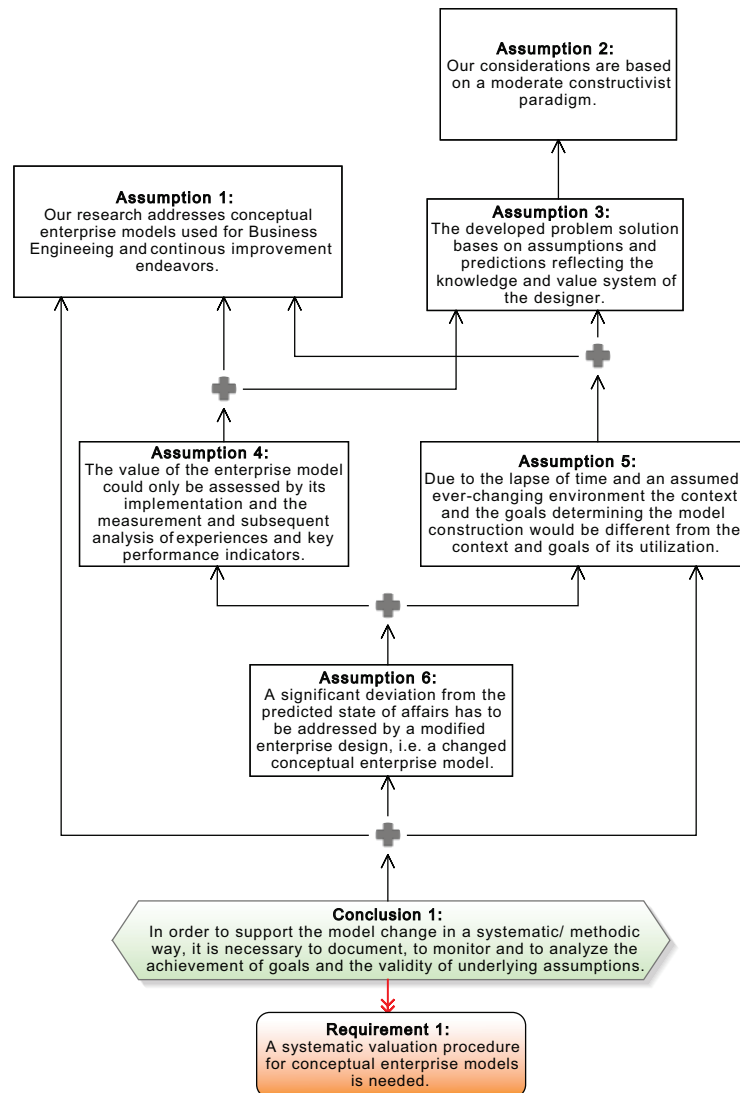 Assumption 2:
Our considerations are based
on a moderate constructivist
paradigm.
Assumption 1:
Our research addresses conceptual
enterprise models used for Business
Engineeing and continous improvement
endeavors.
Assumption 3:
The developed problem solution
bases on assumptions and
predictions reflecting the
knowledge and value system of
the designer.
Assumption 4:
The value of the enterprise model
could only be assessed by its
implementation and the
measurement and subsequent
analysis of experiences and key
performance indicators.
Assumption 5:
Due to the lapse of time and an assumed
ever-changing environment the context
and the goals determining the model
construction would be different from the
context and goals of its utilization.
Assumption 6:
A significant deviation from the
predicted state of affairs has to
be addressed by a modified
enterprise design, i.e. a changed
conceptual enterprise model.
Conclusion 1:
In order to support the model change in a systematic/ methodic
way, it is necessary to document, to monitor and to analyze the
achievement of goals and the validity of underlying assumptions.
Requirement 1:
A systematic valuation procedure
for conceptual enterprise models
is needed.